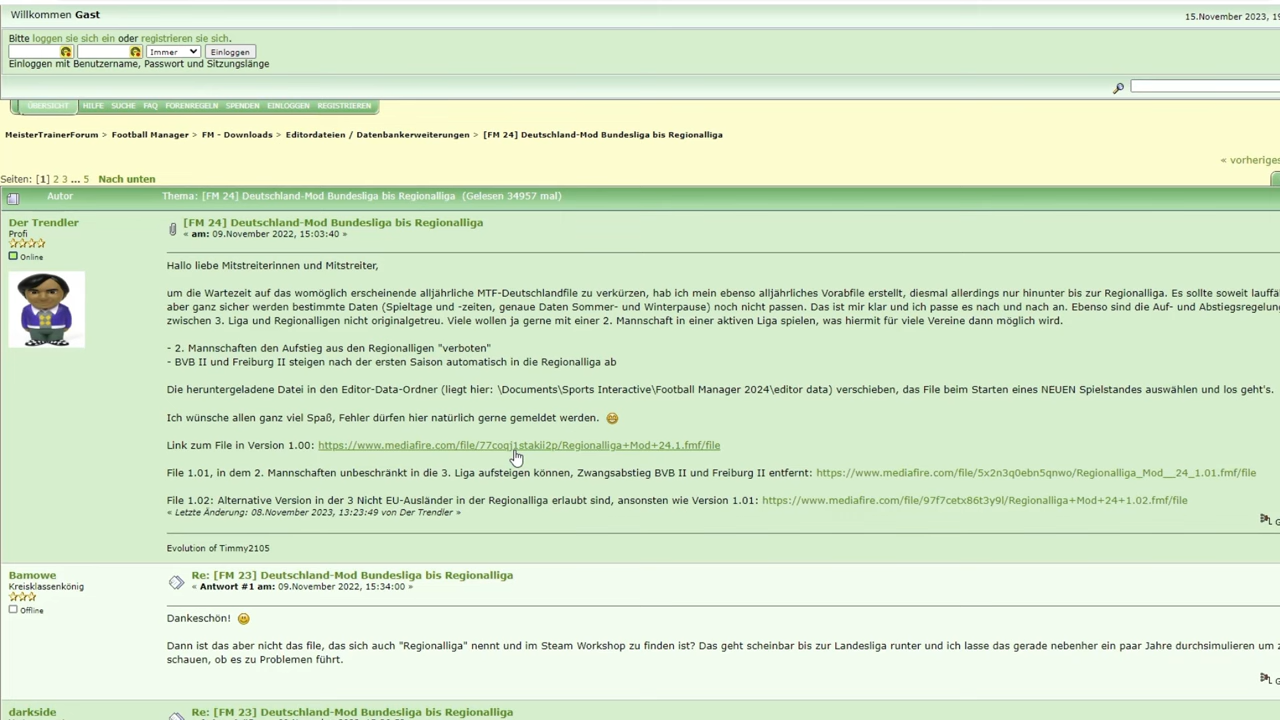 Willkommen Gast
15.November 2023, 19
Bitte loggen sie sich ein oder registrieren sie sich.
Immer
Einloggen
Einloggen mit Benutzername, Passwort und Sitzungslänge
ÜBERSICHT HILFE SUCHE FAQ FORENREGELN SPENDEN EINLOGGEN REGISTRIEREN
MeisterTrainerForum > Football Manager > FM - Downloads > Editordateien / Datenbankerweiterungen > [FM 24] Deutschland-Mod Bundesliga bis Regionalliga
« vorheriges
Seiten: [1] 2 3 ... 5 Nach unten
Autor Thema: [FM 24] Deutschland-Mod Bundesliga bis Regionalliga (Gelesen 34957 mal)
Der Trendler
Profi
Online
[FM 24] Deutschland-Mod Bundesliga bis Regionalliga
« am: 09.November 2022, 15:03:40 »
Hallo liebe Mitstreiterinnen und Mitstreiter,
um die Wartezeit auf das womöglich erscheinende alljährliche MTF-Deutschlandfile zu verkürzen, hab ich mein ebenso alljährliches Vorabfile erstellt, diesmal allerdings nur hinunter bis zur Regionalliga. Es sollte soweit lauffä
aber ganz sicher werden bestimmte Daten (Spieltage und -zeiten, genaue Daten Sommer- und Winterpause) noch nicht passen. Das ist mir klar und ich passe es nach und nach an. Ebenso sind die Auf- und Abstiegsregelung
zwischen 3. Liga und Regionalligen nicht originalgetreu. Viele wollen ja gerne mit einer 2. Mannschaft in einer aktiven Liga spielen, was hiermit für viele Vereine dann möglich wird.
- 2. Mannschaften den Aufstieg aus den Regionalligen "verboten"
- BVB II und Freiburg II steigen nach der ersten Saison automatisch in die Regionalliga ab
Die heruntergeladene Datei in den Editor-Data-Ordner (liegt hier: \Documents\Sports Interactive\Football Manager 2024\editor data) verschieben, das File beim Starten eines NEUEN Spielstandes auswählen und los geht's.
Ich wünsche allen ganz viel Spaß, Fehler dürfen hier natürlich gerne gemeldet werden.
Link zum File in Version 1.00: https://www.mediafire.com/file/77coqj1stakii2p/Regionalliga+Mod+24.1.fmf/file
File 1.01, in dem 2. Mannschaften unbeschränkt in die 3. Liga aufsteigen können, Zwangsabstieg BVB II und Freiburg II entfernt: https://www.mediafire.com/file/5x2n3q0ebn5qnwo/Regionalliga_Mod__24_1.01.fmf/file
File 1.02: Alternative Version in der 3 Nicht EU-Ausländer in der Regionalliga erlaubt sind, ansonsten wie Version 1.01: https://www.mediafire.com/file/97f7cetx86t3y9l/Regionalliga+Mod+24+1.02.fmf/file
« Letzte Änderung: 08.November 2023, 13:23:49 von Der Trendler »
G
Evolution of Timmy2105
Bamowe
Kreisklassenkönig
Offline
Re: [FM 23] Deutschland-Mod Bundesliga bis Regionalliga
« Antwort #1 am: 09.November 2022, 15:34:00 »
Dankeschön!
Dann ist das aber nicht das file, das sich auch "Regionalliga" nennt und im Steam Workshop zu finden ist? Das geht scheinbar bis zur Landesliga runter und ich lasse das gerade nebenher ein paar Jahre durchsimulieren um z
schauen, ob es zu Problemen führt.
G
darkside
Re: [FM 23] Deutschland-Mod Bundesliga bis Regionalliga